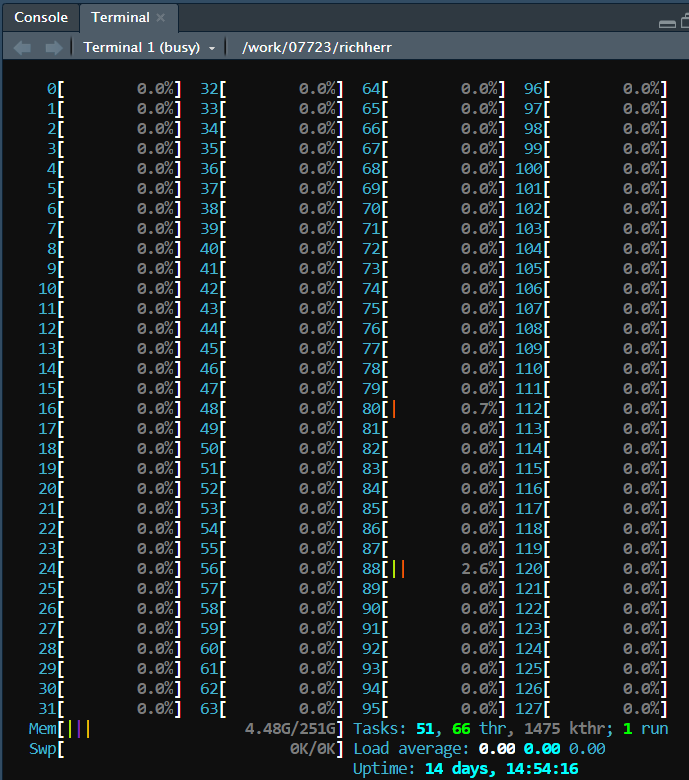 Console Terminal
Terminal 1 (busy) /work/07723/richherr
0[ 0.0%] 32[ 0.0%] 64[ 0.0%] 96[ 0.0%]
1[ 0.0%] 33[ 0.0%] 65[ 0.0%] 97[ 0.0%]
2[ 0.0%] 34[ 0.0%] 66[ 0.0%] 98[ 0.0%]
3[ 0.0%] 35[ 0.0%] 67[ 0.0%] 99[ 0.0%]
4[ 0.0%] 36[ 0.0%] 68[ 0.0%] 100[ 0.0%]
5[ 0.0%] 37[ 0.0%] 69[ 0.0%] 101[ 0.0%]
6[ 0.0%] 38[ 0.0%] 70[ 0.0%] 102[ 0.0%]
7[ 0.0%] 39[ 0.0%] 71[ 0.0%] 103[ 0.0%]
8[ 0.0%] 40[ 0.0%] 72[ 0.0%] 104[ 0.0%]
9[ 0.0%] 41[ 0.0%] 73[ 0.0%] 105[ 0.0%]
10[ 0.0%] 42[ 0.0%] 74[ 0.0%] 106[ 0.0%]
11[ 0.0%] 43[ 0.0%] 75[ 0.0%] 107[ 0.0%]
12[ 0.0%] 44[ 0.0%] 76[ 0.0%] 108[ 0.0%]
13[ 0.0%] 45[ 0.0%] 77[ 0.0%] 109[ 0.0%]
14[ 0.0%] 46[ 0.0%] 78[ 0.0%] 110[ 0.0%]
15[ 0.0%] 47[ 0.0%] 79[ 0.0%] 111[ 0.0%]
16[ 0.0%] 48[ 0.0%] 80[| 0.7%] 112[ 0.0%]
17[ 0.0%] 49[ 0.0%] 81[ 0.0%] 113[ 0.0%]
18[ 0.0%] 50[ 0.0%] 82[ 0.0%] 114[ 0.0%]
19[ 0.0%] 51[ 0.0%] 83[ 0.0%] 115[ 0.0%]
20[ 0.0%] 52[ 0.0%] 84[ 0.0%] 116[ 0.0%]
21[ 0.0%] 53[ 0.0%] 85[ 0.0%] 117[ 0.0%]
22[ 0.0%] 54[ 0.0%] 86[ 0.0%] 118[ 0.0%]
23[ 0.0%] 55[ 0.0%] 87[ 0.0%] 119[ 0.0%]
24[ 0.0%] 56[ 0.0%] 88[|| 2.6%] 120[ 0.0%]
25[ 0.0%] 57[ 0.0%] 89[ 0.0%] 121[ 0.0%]
26[ 0.0%] 58[ 0.0%] 90[ 0.0%] 122[ 0.0%]
27[ 0.0%] 59[ 0.0%] 91[ 0.0%] 123[ 0.0%]
28[ 0.0%] 60[ 0.0%] 92[ 0.0%] 124[ 0.0%]
29[ 0.0%] 61[ 0.0%] 93[ 0.0%] 125[ 0.0%]
30[ 0.0%] 62[ 0.0%] 94[ 0.0%] 126[ 0.0%]
31[ 0.0%] 63[ 0.0%] 95[ 0.0%] 127[ 0.0%]
Mem[||| 4.48G/251G] Tasks: 51, 66 thr, 1475 kthr; 1 run
Swp[ 0K/0K] Load average: 0.00 0.00 0.00
Uptime: 14 days, 14:54:16